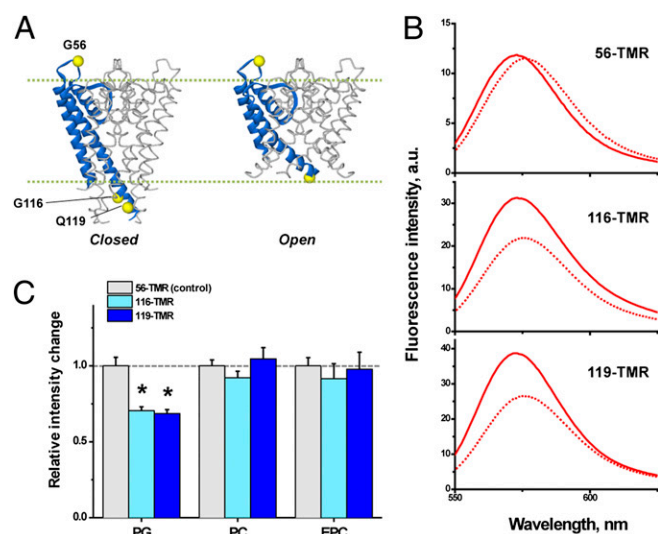 A
G56
G116
Q119
Closed
Open
B
56-TMR
15
10
5
0
116-TMR
30
20
10
0
119-TMR
40
30
20
10
0
550
600
Fluorescence intensity, a.u.
Wavelength, nm
C
56-TMR (control)
116-TMR
119-TMR
Relative intensity change
1.0
0.5
0.0
* *
PG PC EPC